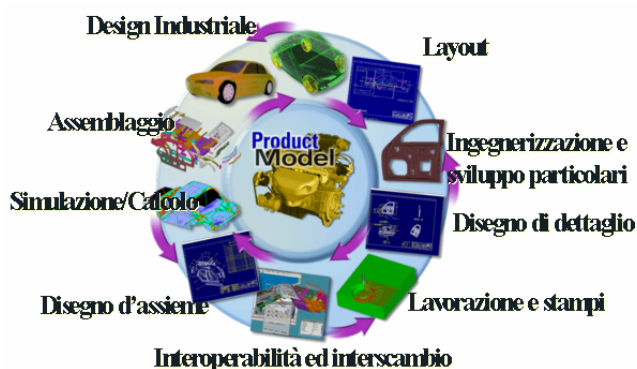 Design Industriale
Layout
Assemblaggio
Product
Model
Ingegnerizzazione e
sviluppo particolari
Simulazione/Calcolo
Disegno di dettaglio
Disegno d'assieme
Lavorazione e stampi
Interoperabilità ed interscambio